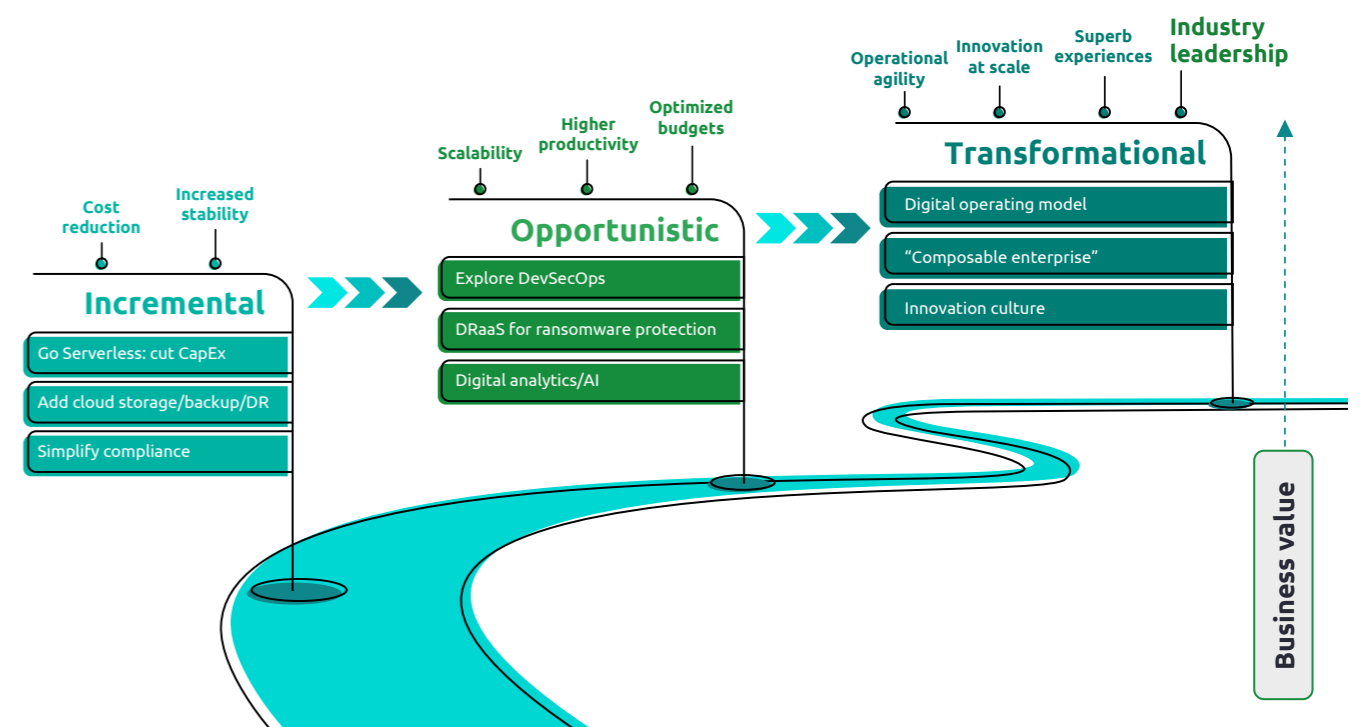 Cost
reduction
Increased
stability
Incremental
Go Serverless: cut CapEx
Add cloud storage/backup/DR
Simplify compliance
Scalability
Higher
productivity
Optimized
budgets
Opportunistic
Explore DevSecOps
DRaaS for ransomware protection
Digital analytics/AI
Operational
agility
Innovation
at scale
Superb
experiences
Industry
leadership
Transformational
Digital operating model
“Composable enterprise”
Innovation culture
Business value